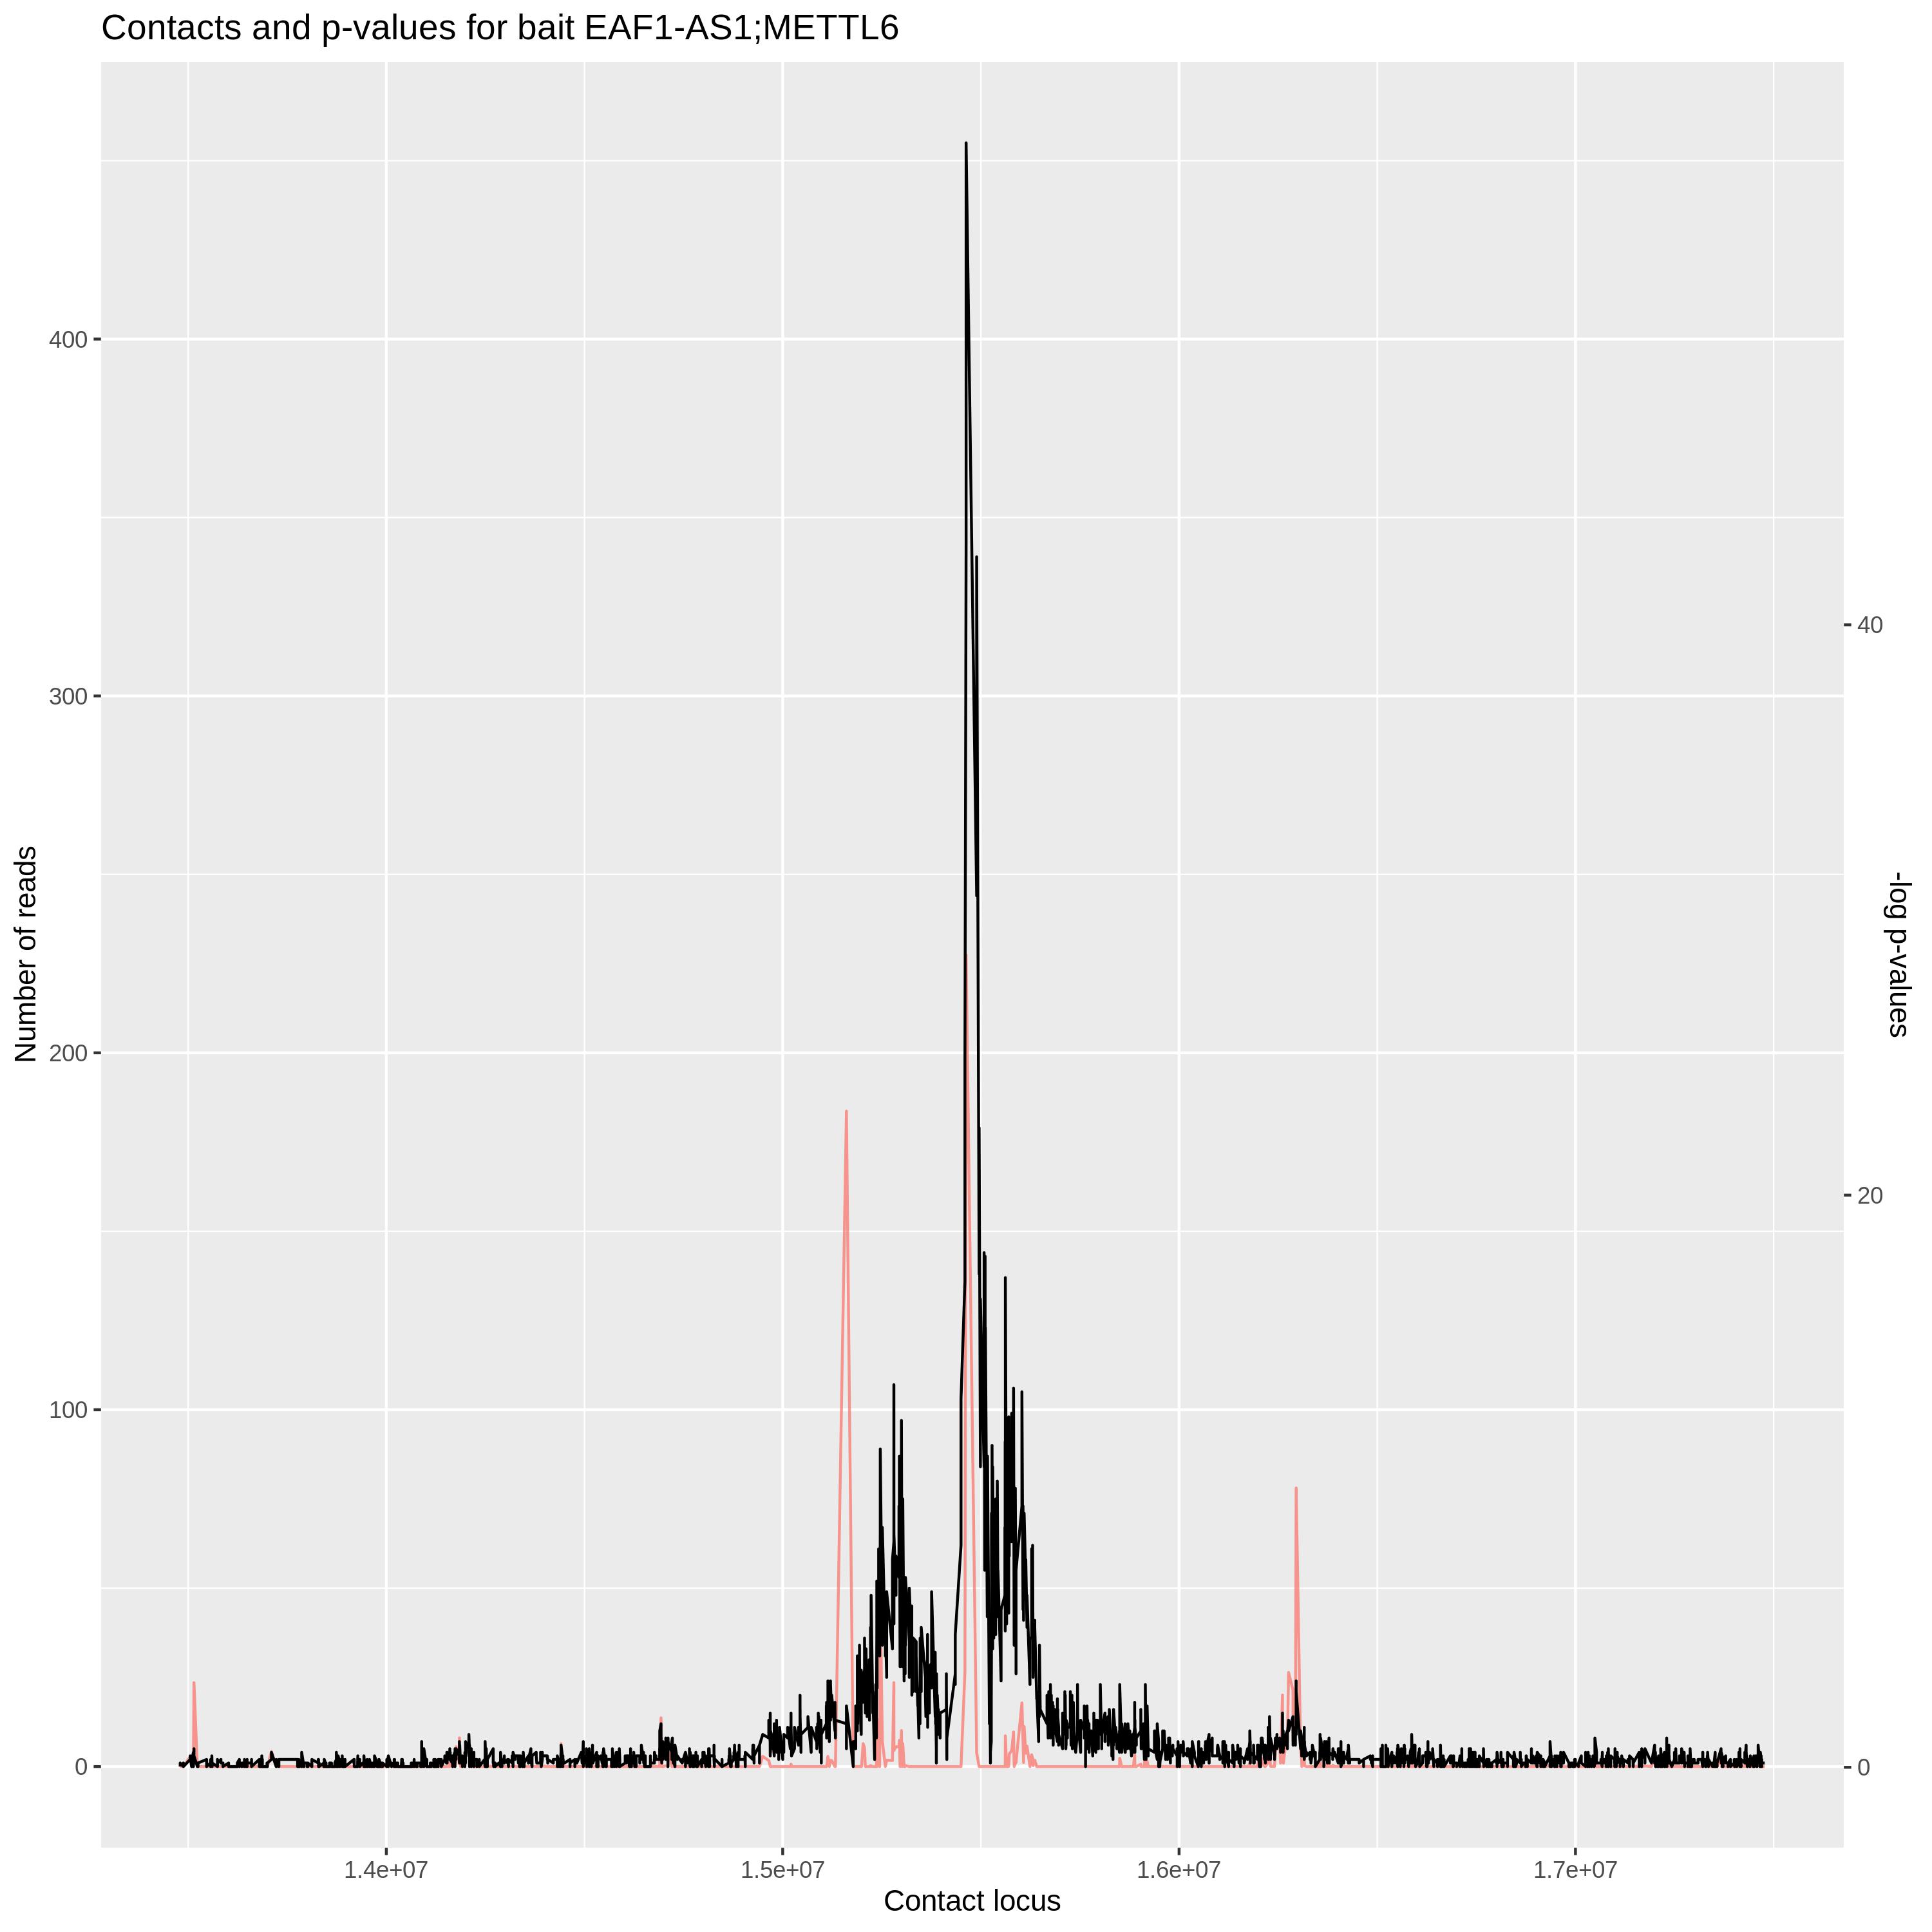 Contacts and p-values for bait EAF1-AS1;METTL6
Number of reads
400
300
200
100
0
40
20
0
-log p-values
1.4e+07
1.5e+07
1.6e+07
1.7e+07
Contact locus